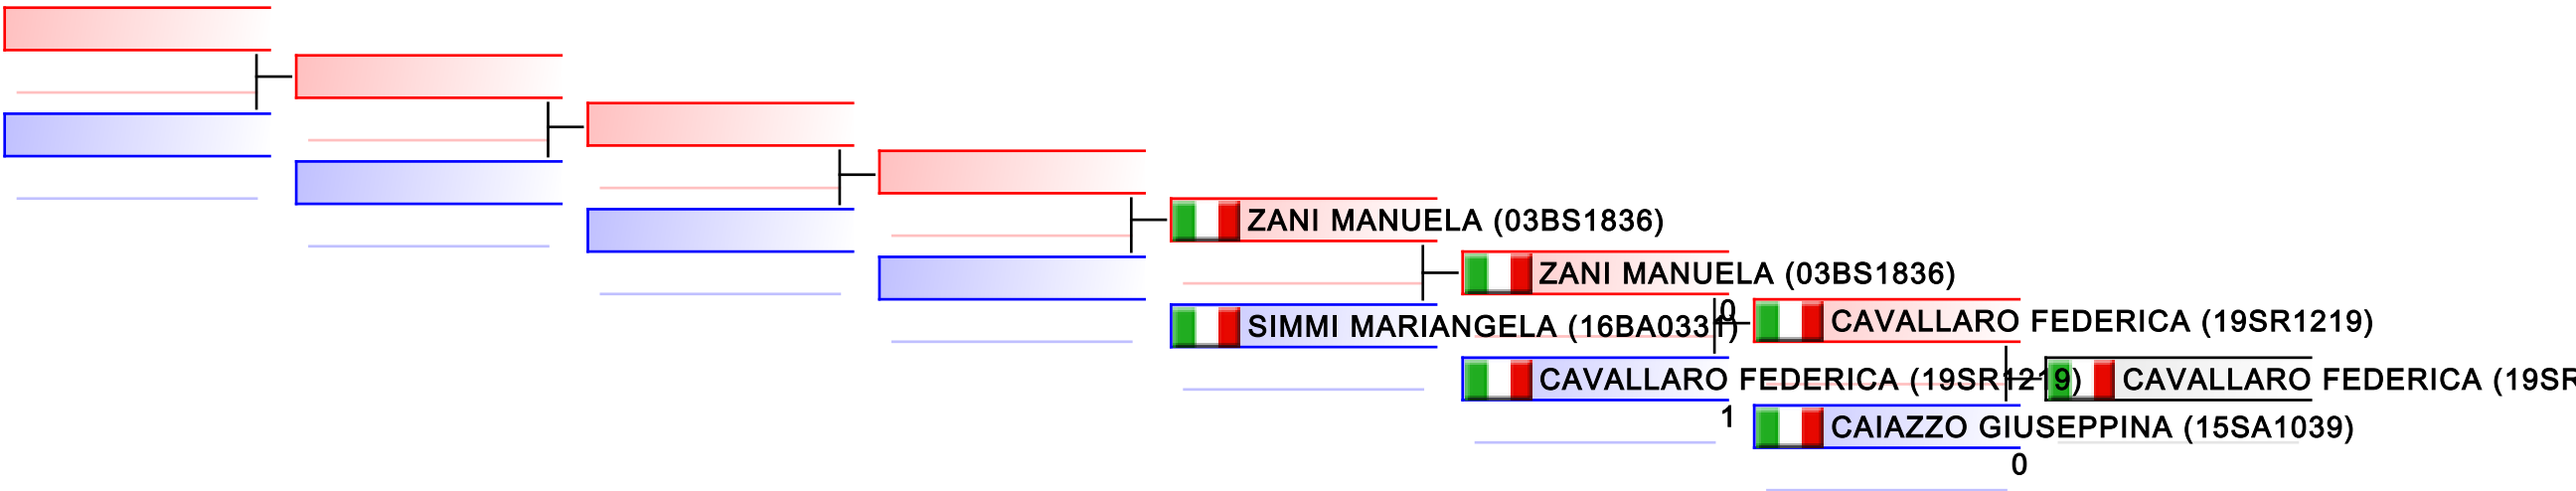 ZANI MANUELA (03BS1836)
ZANI MANUELA (03BS1836)
0
SIMMI MARIANGELA (16BA0331)
CAVALLARO FEDERICA (19SR1219)
CAVALLARO FEDERICA (19SR1219)
CAVALLARO FEDERICA (19SR
1
CAIAZZO GIUSEPPINA (15SA1039)
0